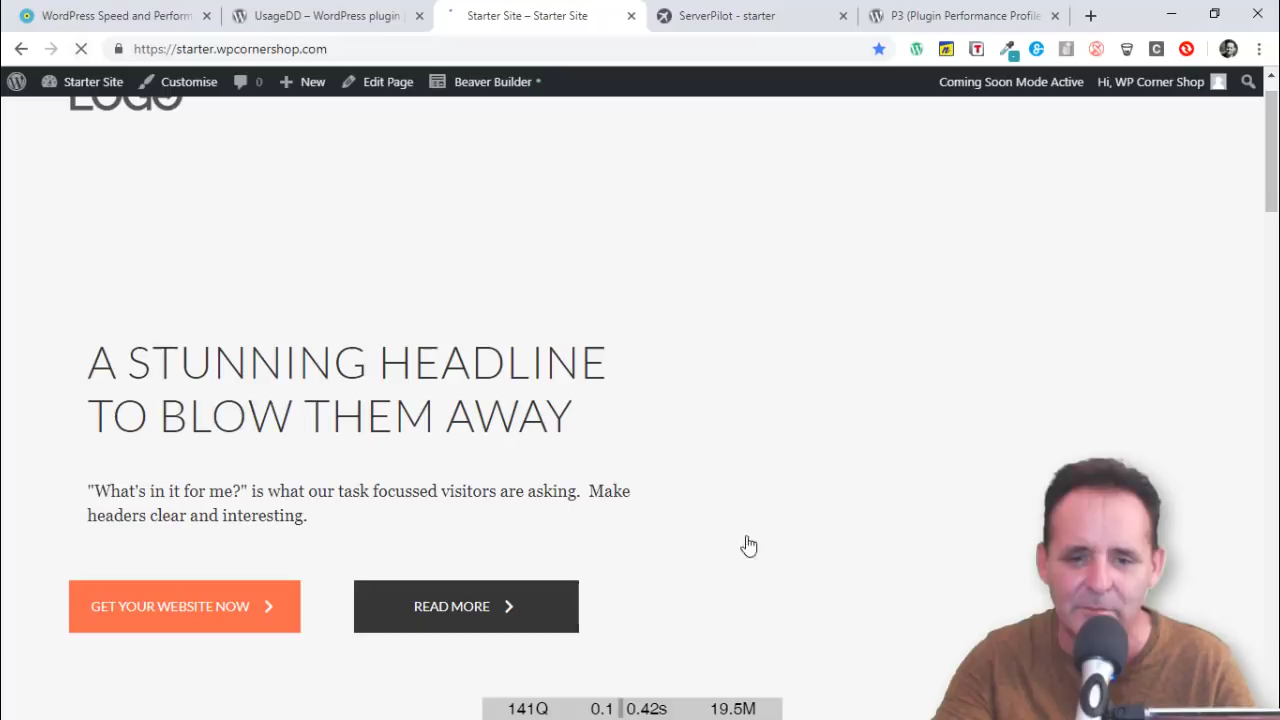 WordPress Speed and Perform
UsageDD – WordPress plugin
Starter Site – Starter Site
ServerPilot - starter
P3 (Plugin Performance Profile
https://starter.wpcornershop.com
Starter Site
Customise
0
New
Edit Page
Beaver Builder
Coming Soon Mode Active
Hi, WP Corner Shop
LOGO
A STUNNING HEADLINE
TO BLOW THEM AWAY
"What's in it for me?" is what our task focussed visitors are asking. Make
headers clear and interesting.
GET YOUR WEBSITE NOW
READ MORE
141Q 0.1 0.42s 19.5M